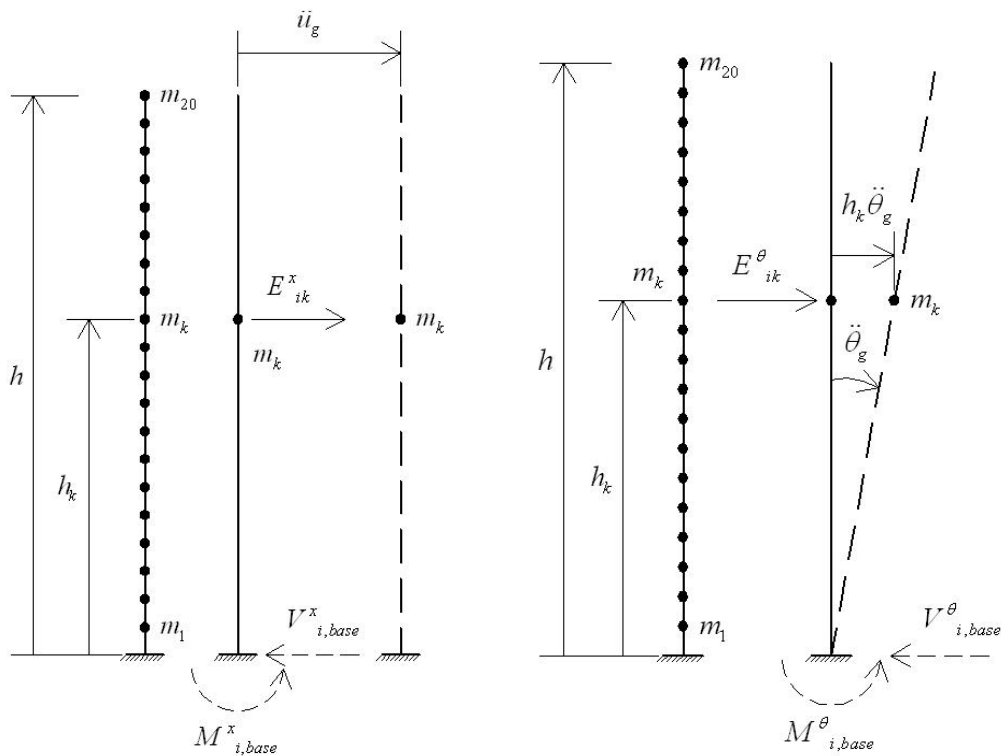 ü_g
m_20
m_20
h_k θ̈_g
E^x_ik
m_k
E^θ_ik
m_k
m_k
m_k
m_k
θ̈_g
h
h
h_k
h_k
m_1
V^x_i,base
m_1
V^θ_i,base
M^x_i,base
M^θ_i,base